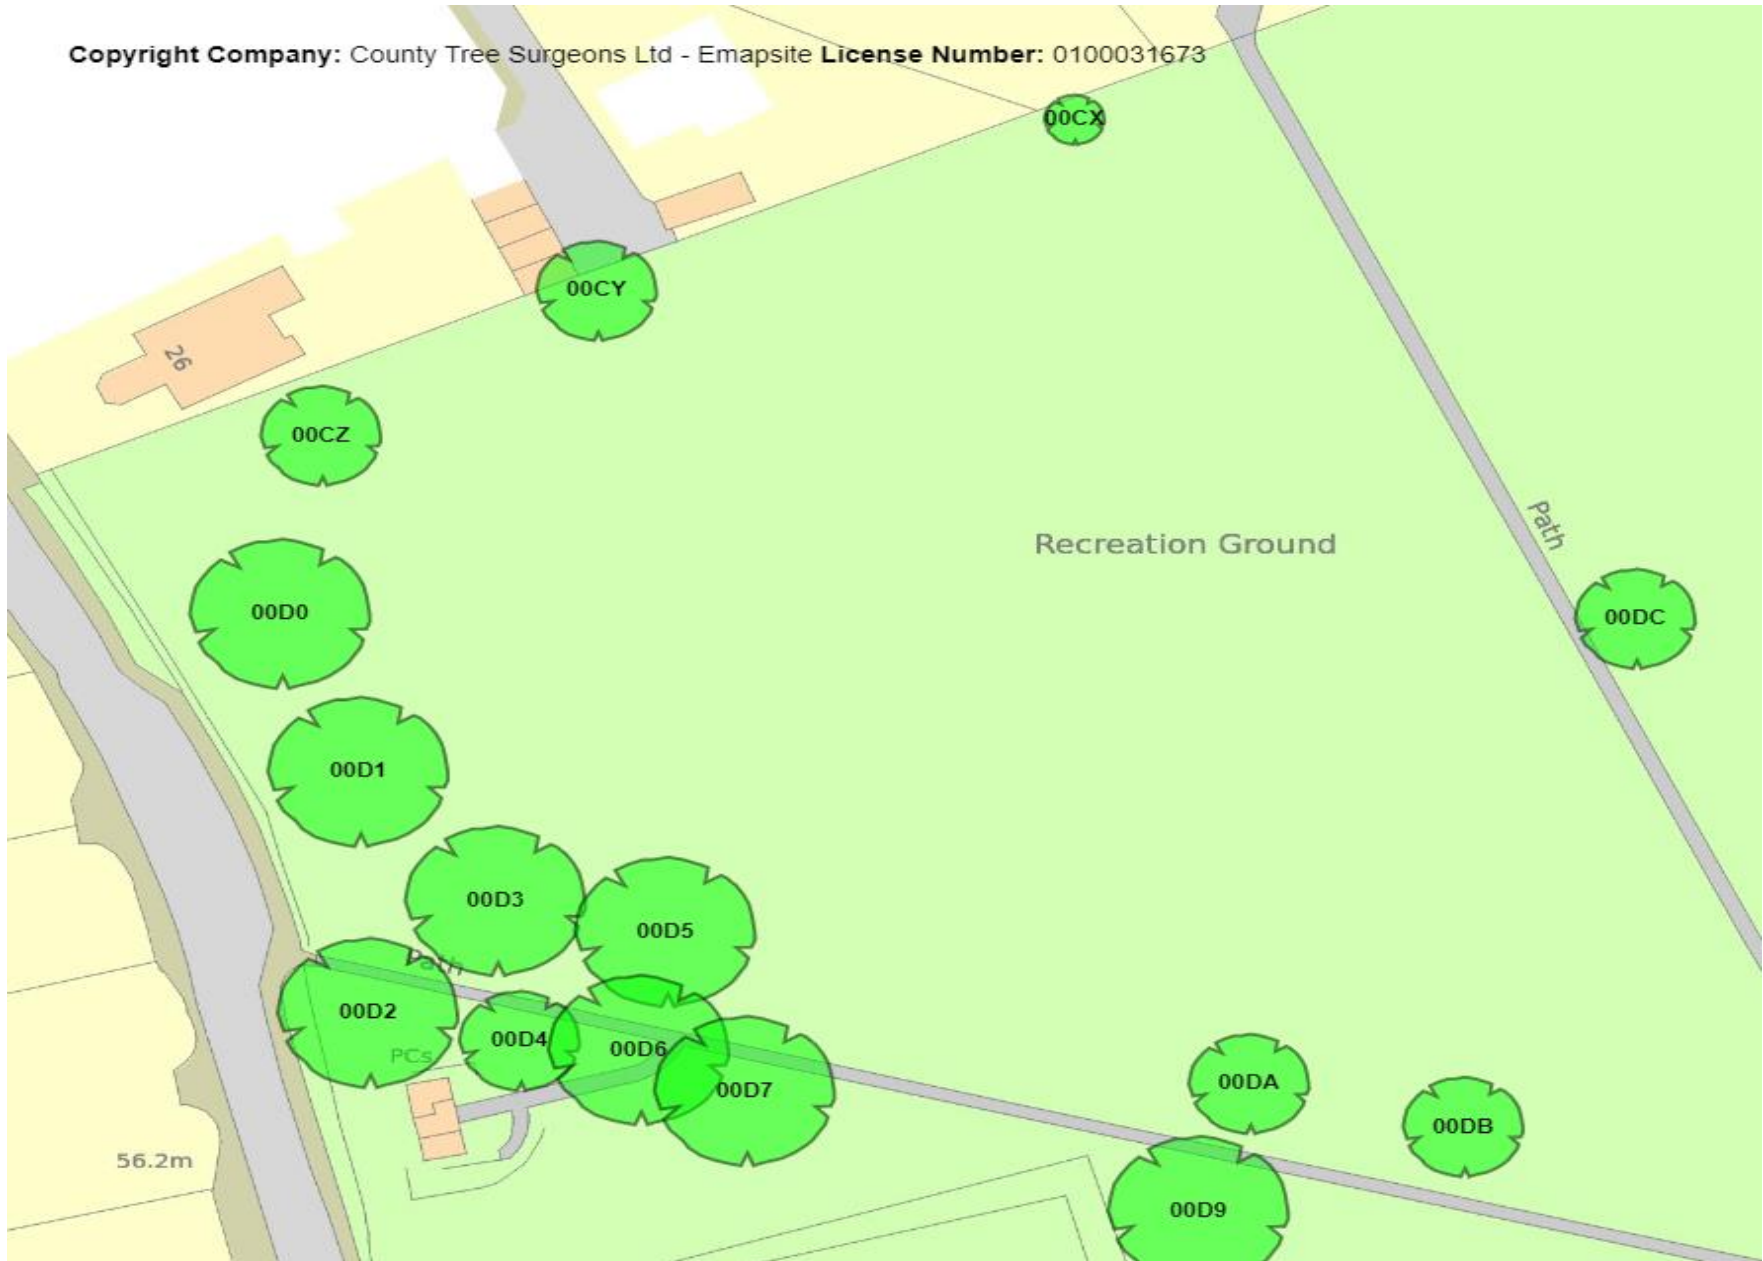 Copyright Company: County Tree Surgeons Ltd - Emapsite License Number: 0100031673
00CX
00CY
26
00CZ
Path
Recreation Ground
00D0
00DC
00D1
00D3
00D5
Path
00D2
00D4
00D6
PCs
00D7
00DA
00DB
56.2m
00D9